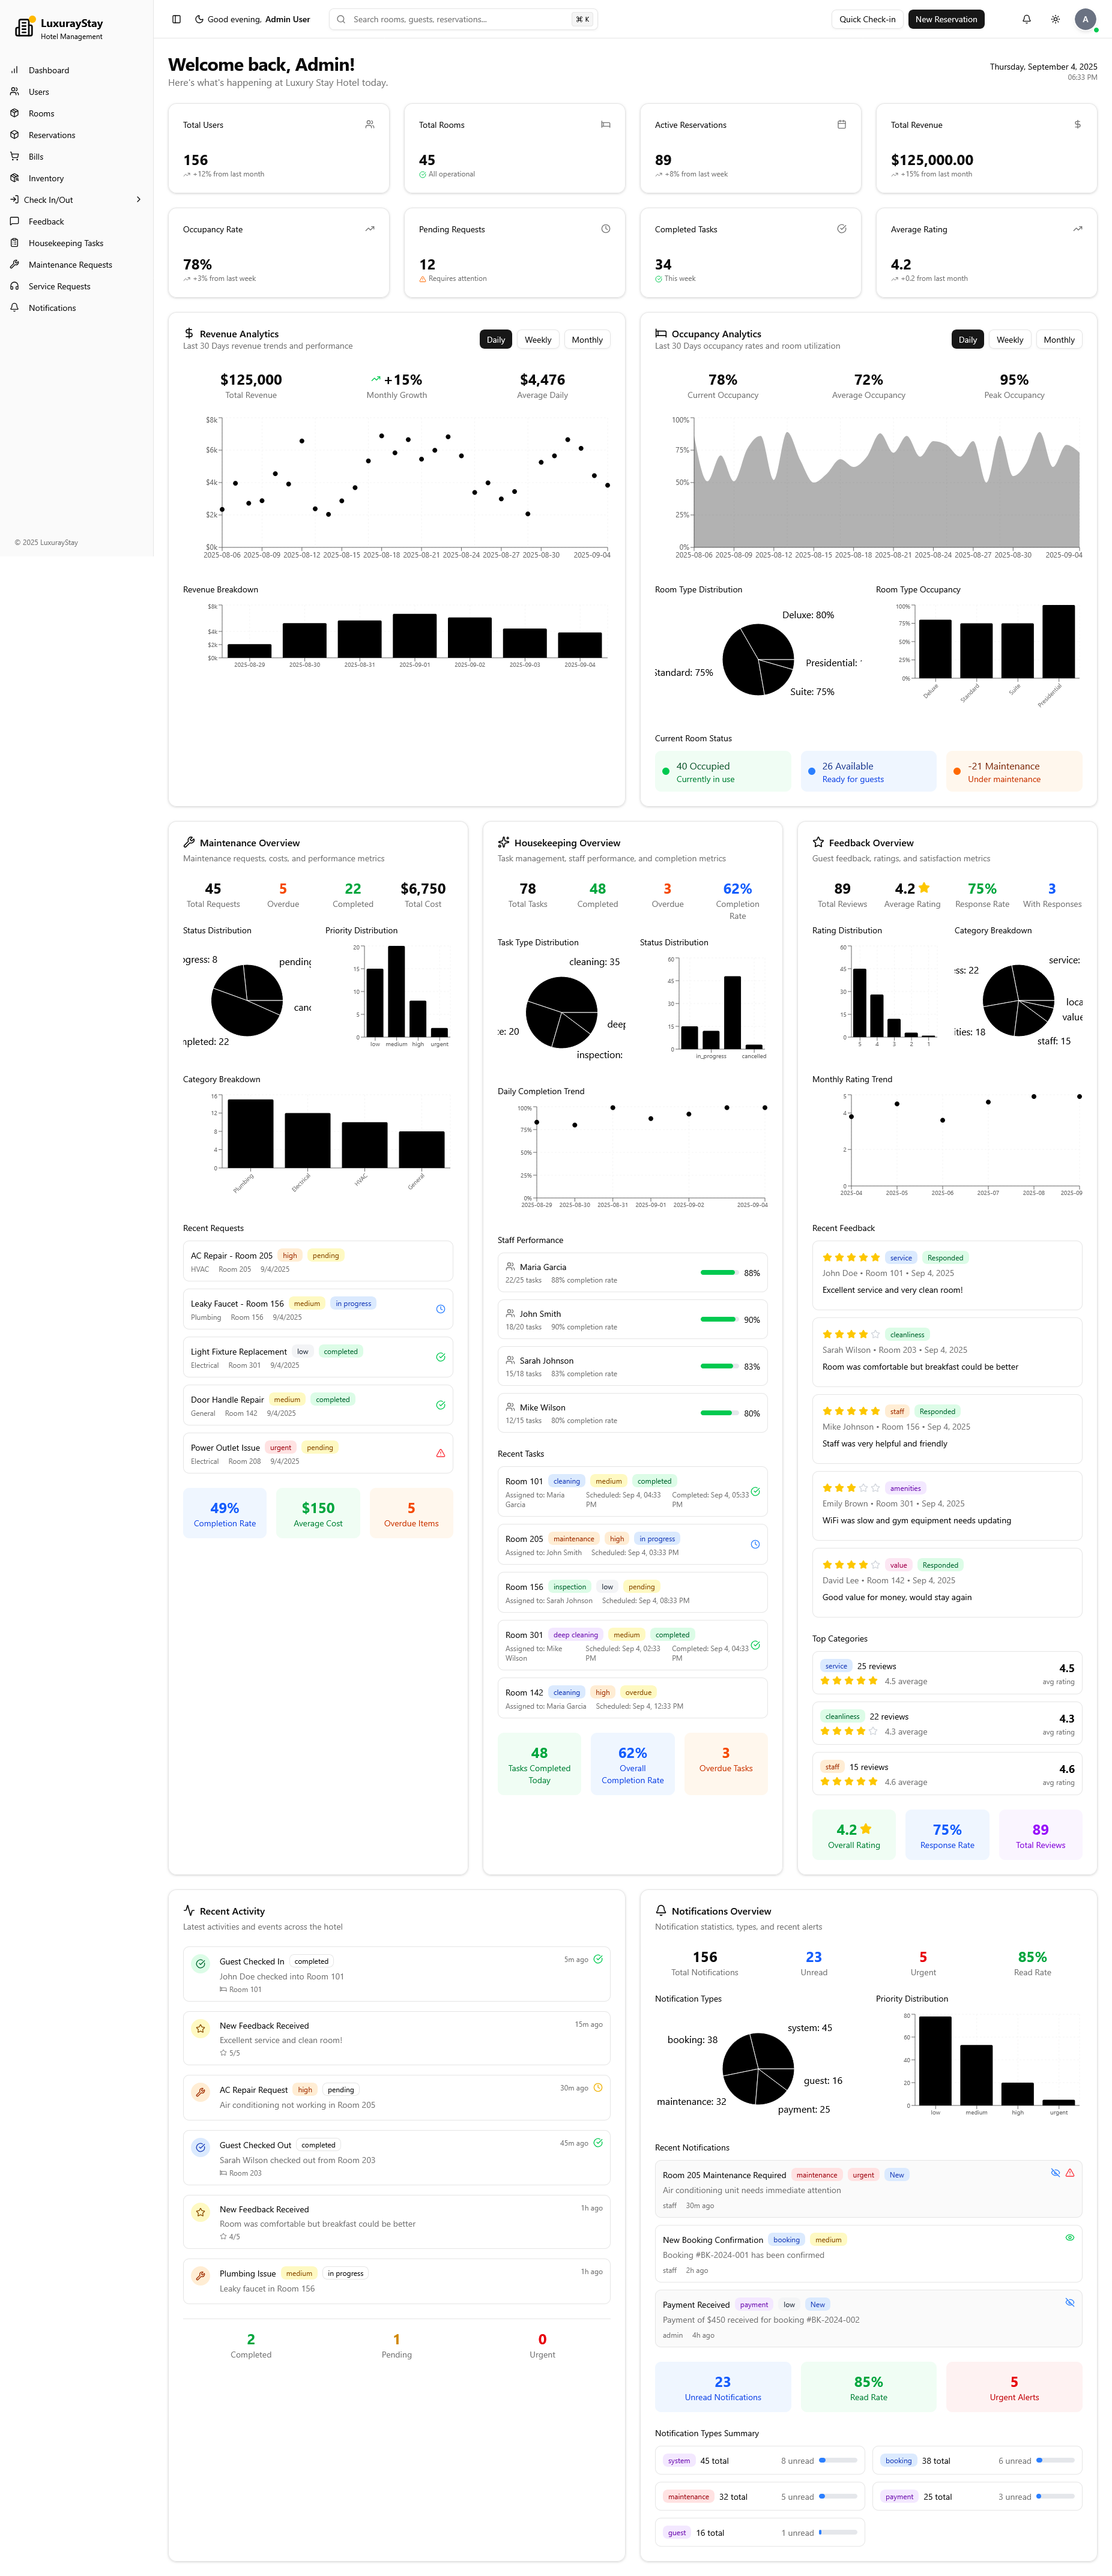 LuxurayStay
Hotel Management
Dashboard
Users
Rooms
Reservations
Bills
Inventory
Check In/Out
Feedback
Housekeeping Tasks
Maintenance Requests
Service Requests
Notifications
© 2025 LuxurayStay
Good evening, Admin User
Search rooms, guests, reservations...
⌘ K
Quick Check-in
New Reservation
A
Welcome back, Admin!
Here's what's happening at Luxury Stay Hotel today.
Thursday, September 4, 2025
06:33 PM
Total Users
156
+12% from last month
Total Rooms
45
All operational
Active Reservations
89
+8% from last week
Total Revenue
$125,000.00
+15% from last month
Occupancy Rate
78%
+3% from last week
Pending Requests
12
Requires attention
Completed Tasks
34
This week
Average Rating
4.2
+0.2 from last month
Revenue Analytics
Last 30 Days revenue trends and performance
Daily
Weekly
Monthly
$125,000
Total Revenue
+15%
Monthly Growth
$4,476
Average Daily
$8k
$6k
$4k
$2k
$0k
2025-08-06 2025-08-09 2025-08-12 2025-08-15 2025-08-18 2025-08-21 2025-08-24 2025-08-27 2025-08-30 2025-09-04
Revenue Breakdown
$8k
$4k
$2k
$0k
2025-08-29 2025-08-30 2025-08-31 2025-09-01 2025-09-02 2025-09-03 2025-09-04
Occupancy Analytics
Last 30 Days occupancy rates and room utilization
Daily
Weekly
Monthly
78%
Current Occupancy
72%
Average Occupancy
95%
Peak Occupancy
100%
75%
50%
25%
0%
2025-08-06 2025-08-09 2025-08-12 2025-08-15 2025-08-18 2025-08-21 2025-08-24 2025-08-27 2025-08-30 2025-09-04
Room Type Distribution
Deluxe: 80%
Presidential:
tandard: 75%
Suite: 75%
Room Type Occupancy
100%
75%
50%
25%
0%
Deluxe
Standard
Suite
Presidential
Current Room Status
40 Occupied
Currently in use
26 Available
Ready for guests
-21 Maintenance
Under maintenance
Maintenance Overview
Maintenance requests, costs, and performance metrics
45
Total Requests
5
Overdue
22
Completed
$6,750
Total Cost
Status Distribution
ogress: 8
pending
canc
npleted: 22
Priority Distribution
20
15
10
5
0
low medium high urgent
Category Breakdown
16
12
8
4
0
Plumbing
Electrical
HVAC
General
Recent Requests
AC Repair - Room 205 high pending
HVAC Room 205 9/4/2025
Leaky Faucet - Room 156 medium in progress
Plumbing Room 156 9/4/2025
Light Fixture Replacement low completed
Electrical Room 301 9/4/2025
Door Handle Repair medium completed
General Room 142 9/4/2025
Power Outlet Issue urgent pending
Electrical Room 208 9/4/2025
49%
Completion Rate
$150
Average Cost
5
Overdue Items
Housekeeping Overview
Task management, staff performance, and completion metrics
78
Total Tasks
48
Completed
3
Overdue
62%
Completion
Rate
Task Type Distribution
cleaning: 35
ce: 20
deep
inspection:
Status Distribution
60
45
30
15
0
in_progress cancelled
Daily Completion Trend
100%
75%
50%
25%
0%
2025-08-29 2025-08-30 2025-08-31 2025-09-01 2025-09-02 2025-09-04
Staff Performance
Maria Garcia
22/25 tasks 88% completion rate
88%
John Smith
18/20 tasks 90% completion rate
90%
Sarah Johnson
15/18 tasks 83% completion rate
83%
Mike Wilson
12/15 tasks 80% completion rate
80%
Recent Tasks
Room 101 cleaning medium completed
Assigned to: Maria Garcia Scheduled: Sep 4, 04:33 PM Completed: Sep 4, 05:33 PM
Room 205 maintenance high in progress
Assigned to: John Smith Scheduled: Sep 4, 03:33 PM
Room 156 inspection low pending
Assigned to: Sarah Johnson Scheduled: Sep 4, 08:33 PM
Room 301 deep cleaning medium completed
Assigned to: Mike Wilson Scheduled: Sep 4, 02:33 PM Completed: Sep 4, 04:33 PM
Room 142 cleaning high overdue
Assigned to: Maria Garcia Scheduled: Sep 4, 12:33 PM
48
Tasks Completed
Today
62%
Overall
Completion Rate
3
Overdue Tasks
Feedback Overview
Guest feedback, ratings, and satisfaction metrics
89
Total Reviews
4.2
Average Rating
75%
Response Rate
3
With Responses
Rating Distribution
60
45
30
15
0
5 4 3 2 1
Category Breakdown
service:
ss: 22
loca
value
ities: 18
staff: 15
Monthly Rating Trend
5
4
2
0
2025-04 2025-05 2025-06 2025-07 2025-08 2025-09
Recent Feedback
service Responded
John Doe • Room 101 • Sep 4, 2025
Excellent service and very clean room!
cleanliness
Sarah Wilson • Room 203 • Sep 4, 2025
Room was comfortable but breakfast could be better
staff Responded
Mike Johnson • Room 156 • Sep 4, 2025
Staff was very helpful and friendly
amenities
Emily Brown • Room 301 • Sep 4, 2025
WiFi was slow and gym equipment needs updating
value Responded
David Lee • Room 142 • Sep 4, 2025
Good value for money, would stay again
Top Categories
service 25 reviews
4.5 average
4.5
avg rating
cleanliness 22 reviews
4.3 average
4.3
avg rating
staff 15 reviews
4.6 average
4.6
avg rating
4.2
Overall Rating
75%
Response Rate
89
Total Reviews
Recent Activity
Latest activities and events across the hotel
Guest Checked In completed
5m ago
John Doe checked into Room 101
Room 101
New Feedback Received
15m ago
Excellent service and clean room!
5/5
AC Repair Request high pending
30m ago
Air conditioning not working in Room 205
Guest Checked Out completed
45m ago
Sarah Wilson checked out from Room 203
Room 203
New Feedback Received
1h ago
Room was comfortable but breakfast could be better
4/5
Plumbing Issue medium in progress
1h ago
Leaky faucet in Room 156
2
Completed
1
Pending
0
Urgent
Notifications Overview
Notification statistics, types, and recent alerts
156
Total Notifications
23
Unread
5
Urgent
85%
Read Rate
Notification Types
system: 45
booking: 38
guest: 16
maintenance: 32
payment: 25
Priority Distribution
80
60
40
20
0
low medium high urgent
Recent Notifications
Room 205 Maintenance Required maintenance urgent New
Air conditioning unit needs immediate attention
staff 30m ago
New Booking Confirmation booking medium
Booking #BK-2024-001 has been confirmed
staff 2h ago
Payment Received payment low New
Payment of $450 received for booking #BK-2024-002
admin 4h ago
23
Unread Notifications
85%
Read Rate
5
Urgent Alerts
Notification Types Summary
system 45 total 8 unread
booking 38 total 6 unread
maintenance 32 total 5 unread
payment 25 total 3 unread
guest 16 total 1 unread